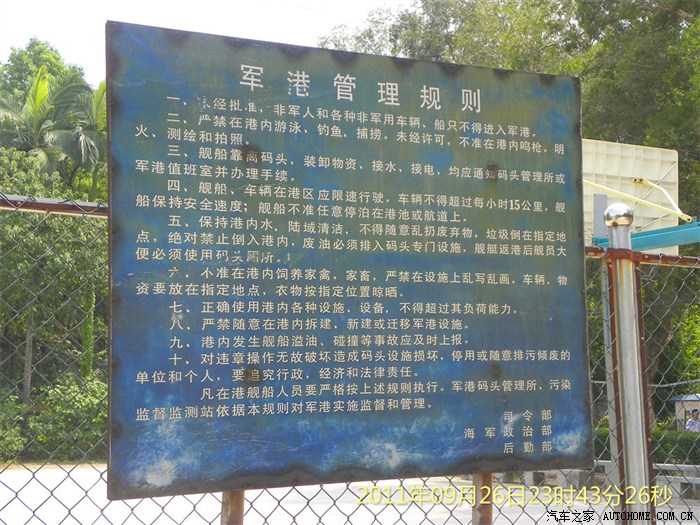 军港管理规则
一、未经批准，非军人和各种非军用车辆、船只不得进入军港。
二、严禁在港内游泳，钓鱼，捕捞，未经许可，不准在港内鸣枪，明
火、测绘和拍照。
三、舰船靠离码头、装卸物资，接水、接电、均应通知码头管理所或
军港值班室并办理手续。
四、舰船、车辆在港区应限速行驶，车辆不得超过每小时15公里，舰
船保持安全速度；舰船不准任意停泊在港池或航道上。
五、保持港内水、陆域清洁，不得随意乱扔废弃物，垃圾倒在指定地
点，绝对禁止倒入港内，废油必须排入码头专门设施，舰艇返港后舰员大
便必须使用码头厕所。
六、不准在港内饲养家禽、家畜，严禁在设施上乱写乱画，车辆、物
资要放在指定地点，衣物按指定位置晾晒。
七、正确使用港内各种设施、设备，不得超过其负荷能力。
八、严禁随意在港内拆建、新建或迁移军港设施。
九、港内发生舰船溢油、碰撞等事故应及时上报。
十、对违章操作无故破坏造成码头设施损坏，停用或随意排污倾废的
单位和个人，要追究行政、经济和法律责任。
凡在港舰船人员要严格按上述规则执行。军港码头管理所、污染
监督监测站依据本规则对军港实施监督和管理。
司令部
海军政治部
后勤部
2011年09月26日23时43分26秒
汽车之家 AUTOHOME.COM.CN